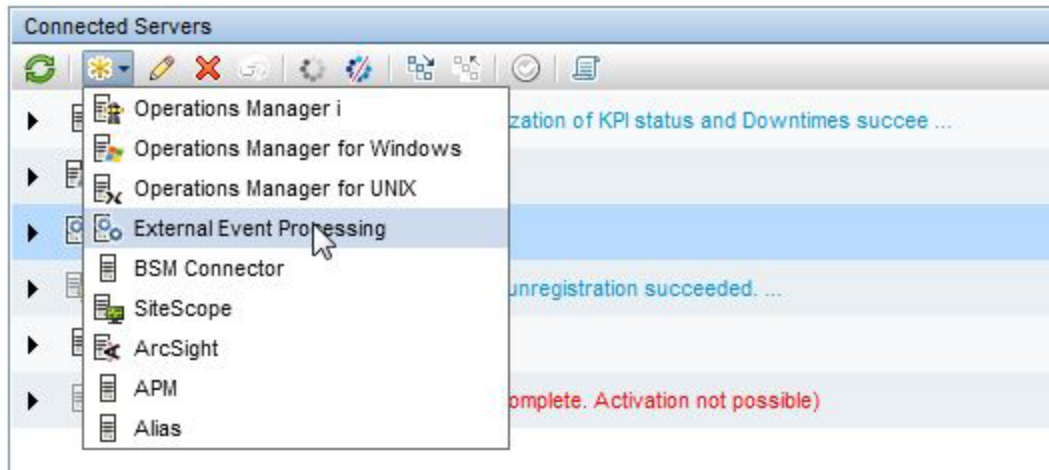 Connected Servers
Operations Manager i
zation of KPI status and Downtimes succee ...
Operations Manager for Windows
Operations Manager for UNIX
External Event Processing
BSM Connector
unregistration succeeded. ...
SiteScope
ArcSight
APM
omplete. Activation not possible)
Alias